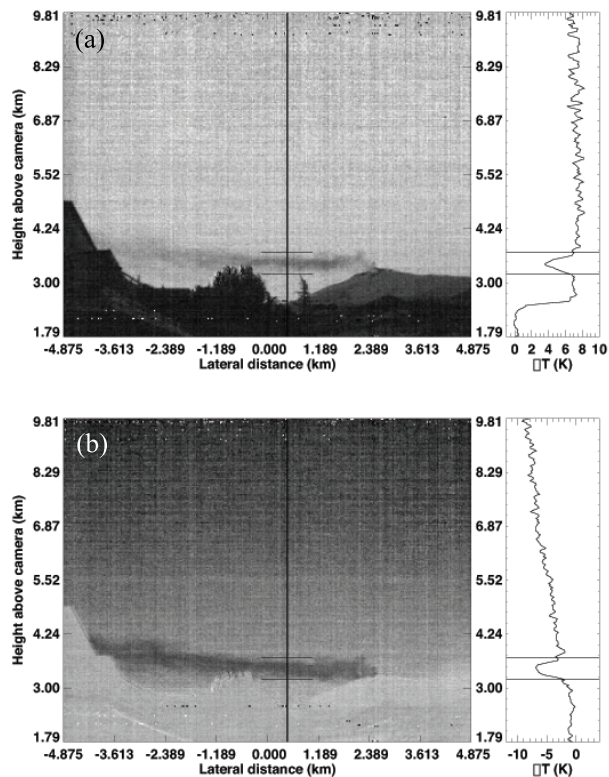 (a)
Height above camera (km)
9.81
8.29
6.87
5.52
4.24
3.00
1.79
-4.875 -3.613 -2.389 -1.189 0.000 1.189 2.389 3.613 4.875
Lateral distance (km)
9.81
8.29
6.87
5.52
4.24
3.00
1.79
0 2 4 6 8 10
▯T (K)
(b)
Height above camera (km)
9.81
8.29
6.87
5.52
4.24
3.00
1.79
-4.875 -3.613 -2.389 -1.189 0.000 1.189 2.389 3.613 4.875
Lateral distance (km)
9.81
8.29
6.87
5.52
4.24
3.00
1.79
-10 -5 0
▯T (K)